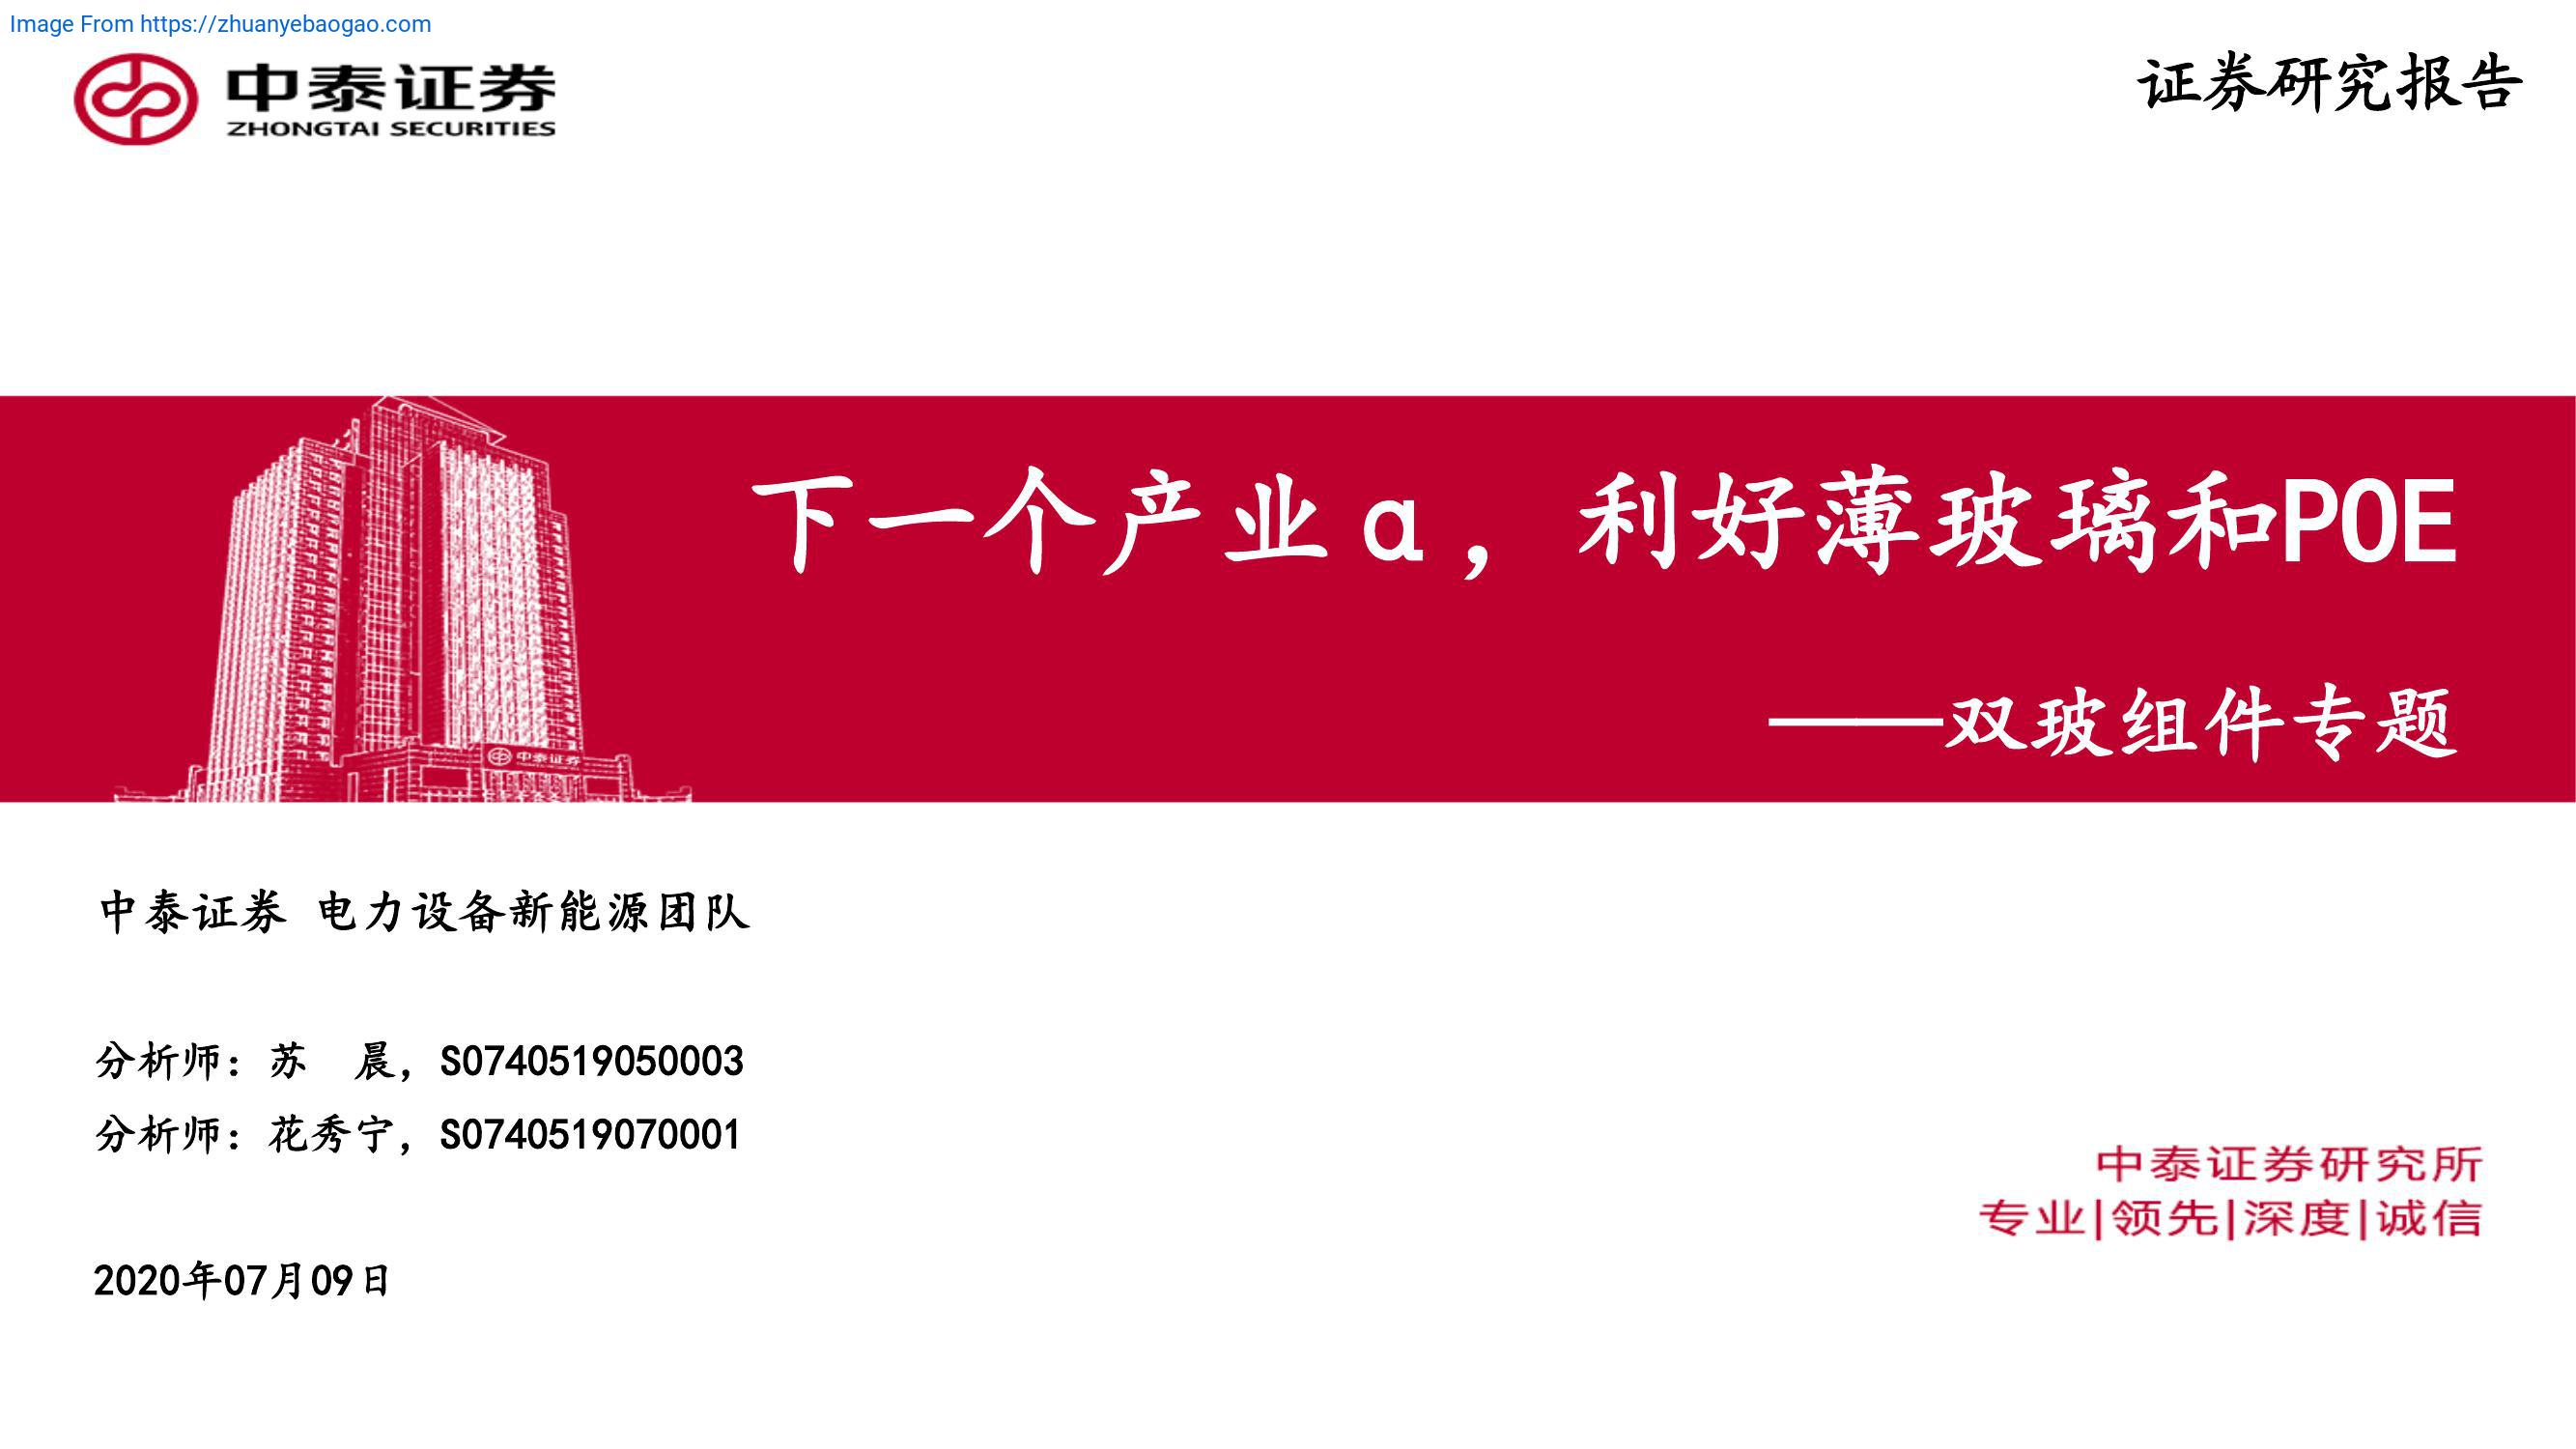 Image From https://zhuanyebaogao.com
中泰证券
ZHONGTAI SECURITIES
证券研究报告
下一个产业α，利好薄玻璃和POE
——双玻组件专题
中泰证券
中泰证券 电力设备新能源团队
分析师：苏　晨，S0740519050003
分析师：花秀宁，S0740519070001
2020年07月09日
中泰证券研究所
专业|领先|深度|诚信